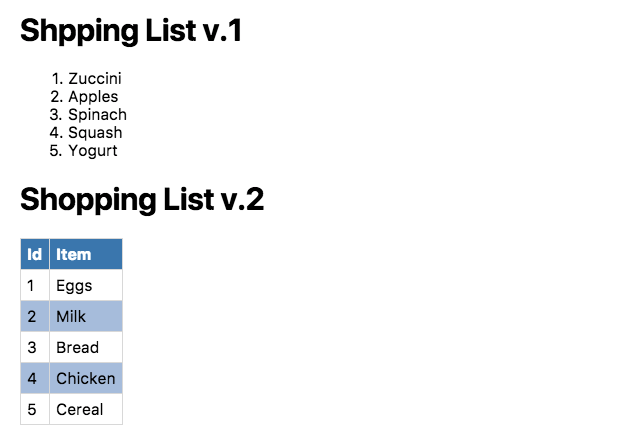 Shpping List v.1
1. Zuccini
2. Apples
3. Spinach
4. Squash
5. Yogurt
Shopping List v.2
Id Item
1 Eggs
2 Milk
3 Bread
4 Chicken
5 Cereal